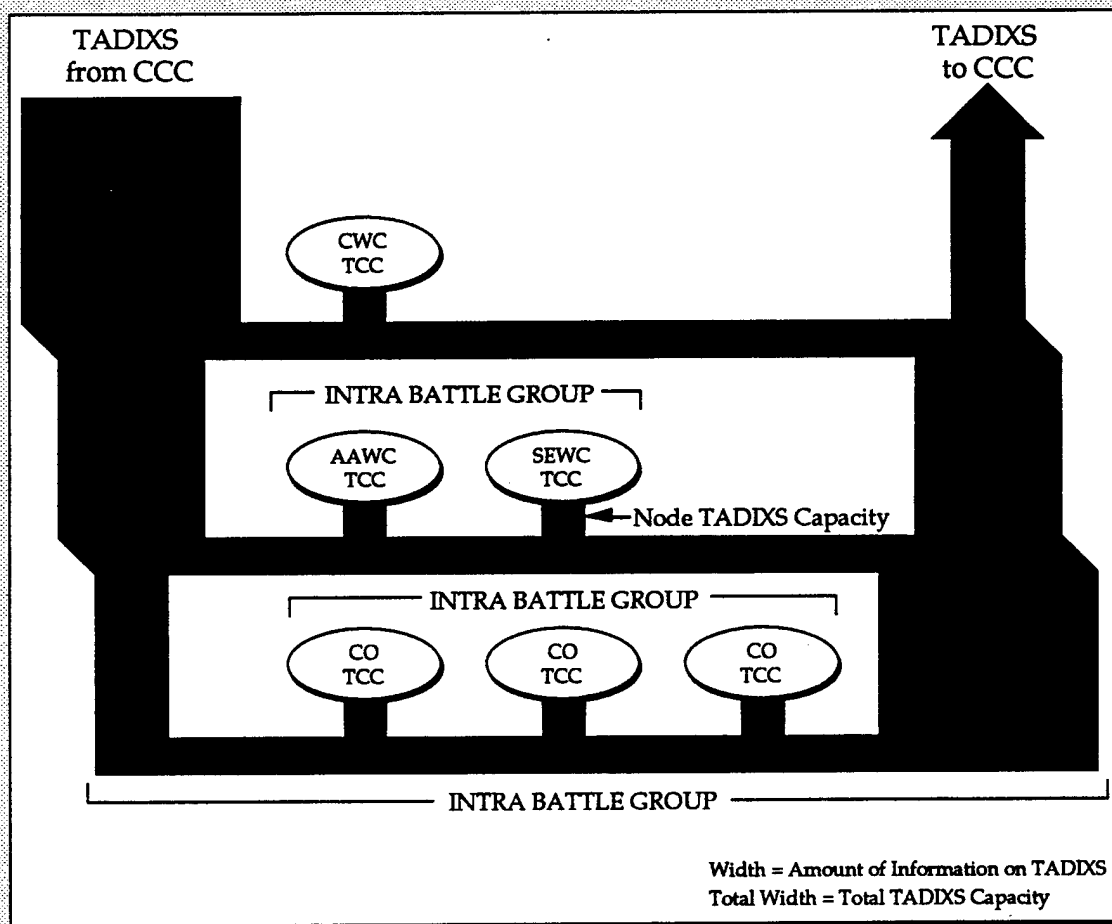 TADIXS
from CCC
TADIXS
to CCC
CWC
TCC
INTRA BATTLE GROUP
AAWC
TCC
SEWC
TCC
Node TADIXS Capacity
INTRA BATTLE GROUP
CO
TCC
CO
TCC
CO
TCC
INTRA BATTLE GROUP
Width = Amount of Information on TADIXS
Total Width = Total TADIXS Capacity